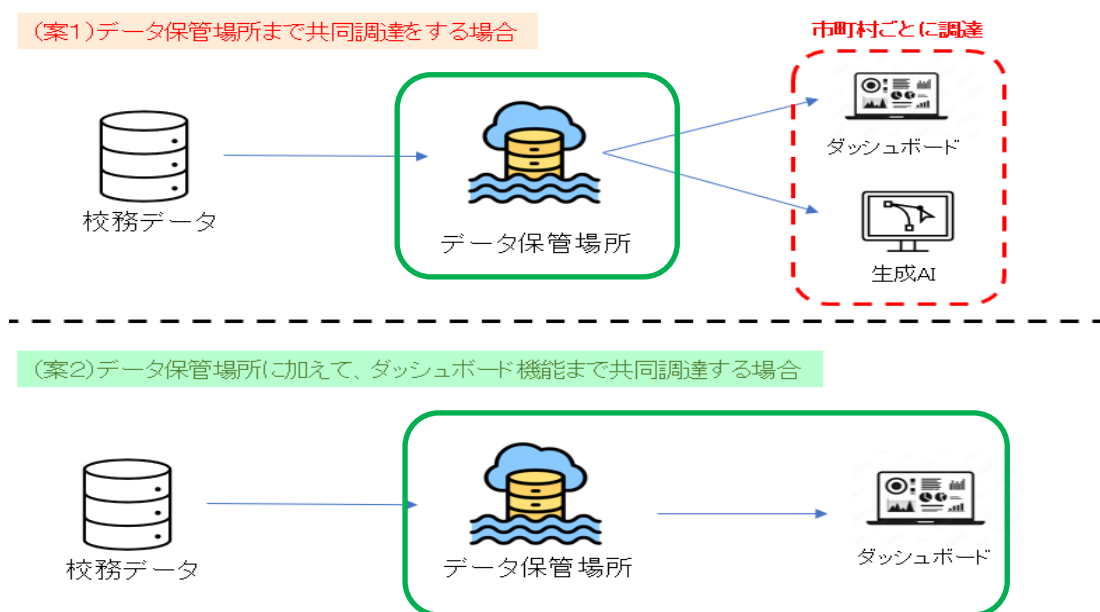 (案1)データ保管場所まで共同調達をする場合
市町村ごとに調達
ダッシュボード
校務データ
データ保管場所
生成AI
(案2)データ保管場所に加えて、ダッシュボード機能まで共同調達する場合
校務データ
データ保管場所
ダッシュボード